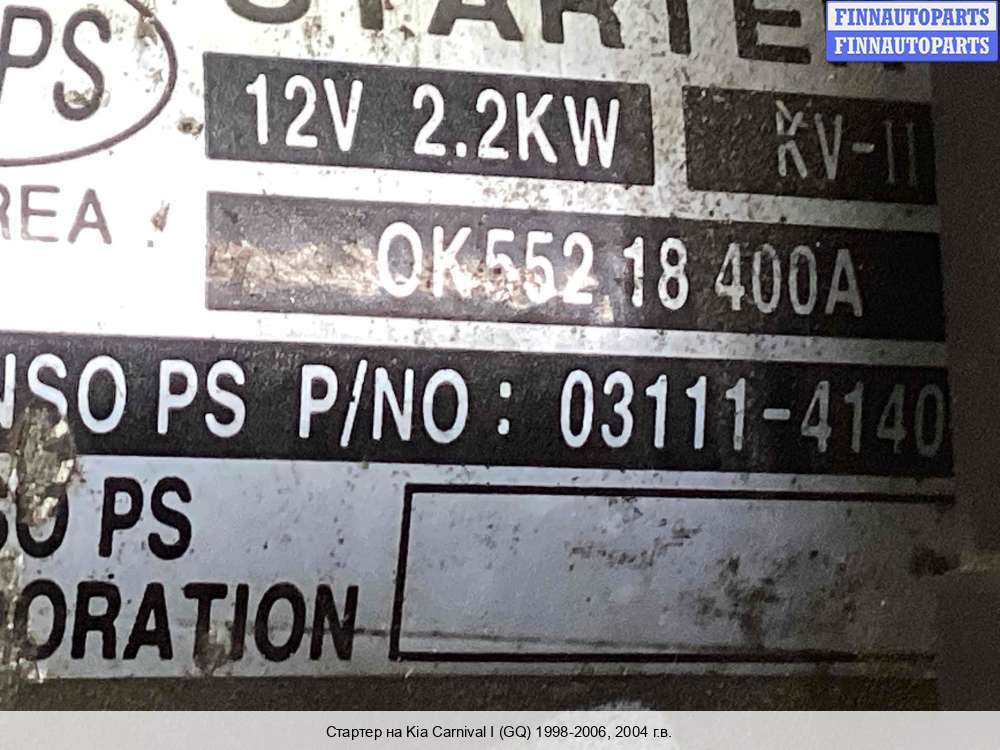 FINNAUTOPARTS
FINNAUTOPARTS
PS
12V 2.2KW KV-II
REA
0K552 18 400A
NSO PS P/NO : 03111-4140
SO PS
ORATION
Стартер на Kia Carnival I (GQ) 1998-2006, 2004 г.в.